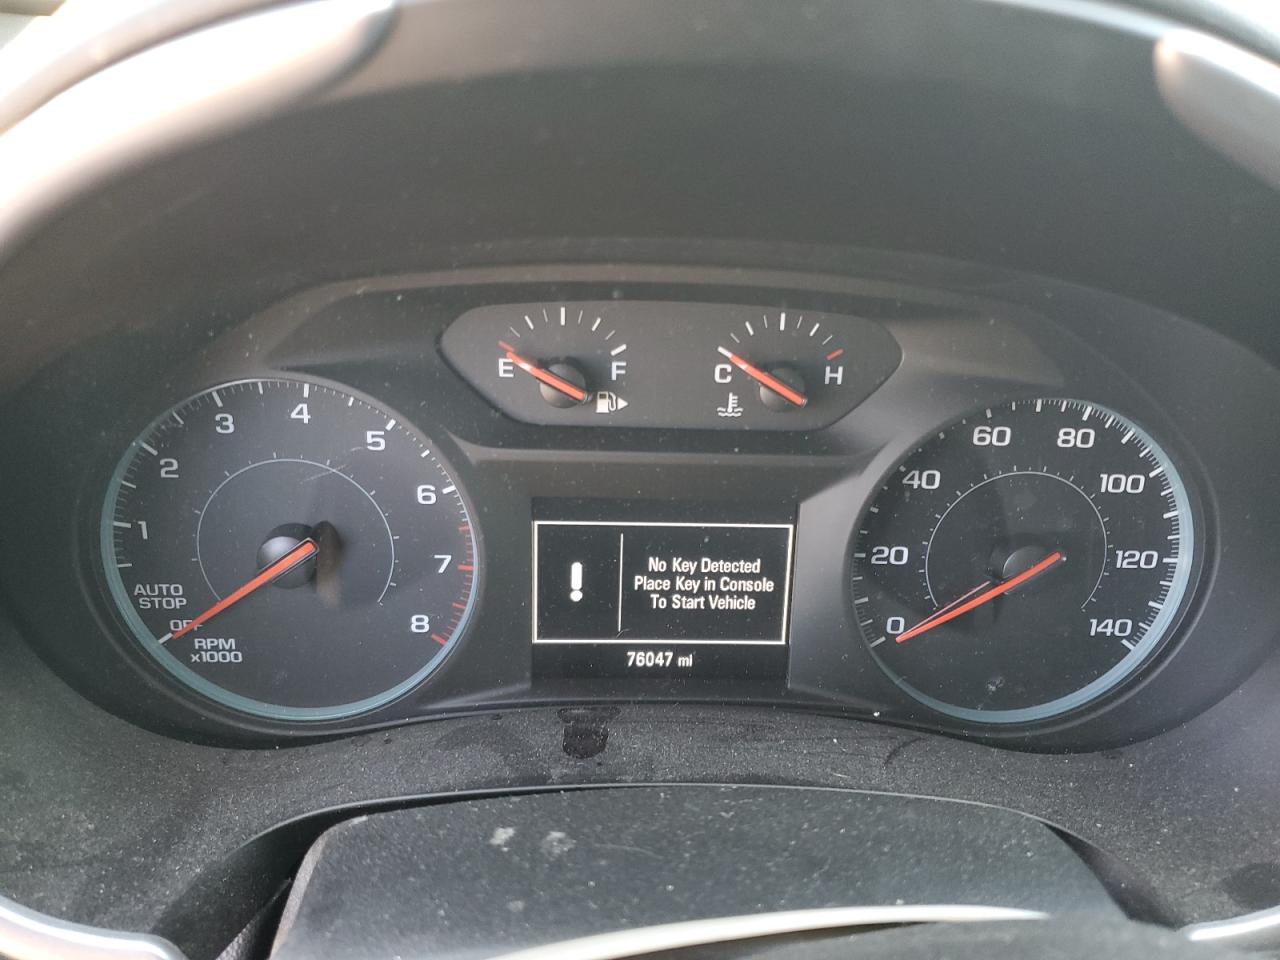 E
F
C
H
1
2
3
4
5
6
7
8
AUTO
STOP
OFF
RPM
x1000
No Key Detected
Place Key in Console
To Start Vehicle
76047 mi
0
20
40
60
80
100
120
140